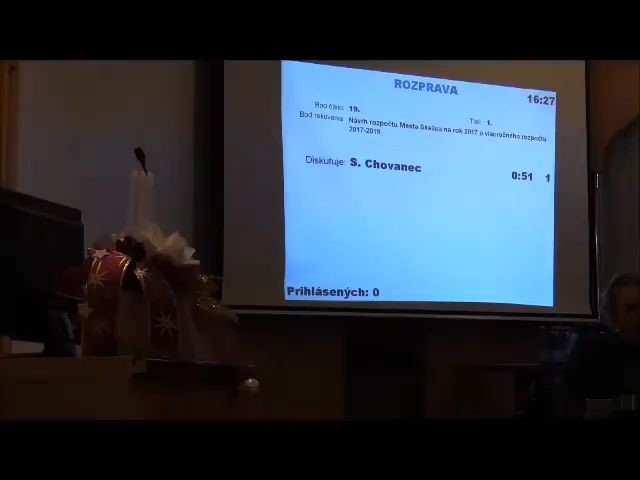 ROZPRAVA
16:27
Bod číslo: 19. Tlač: 1.
Bod rokovania: Návrh rozpočtu Mesta Skalica na rok 2017 a viacročného rozpočtu
2017-2019
Diskutuje: S. Chovanec 0:51 1
Prihlásených: 0